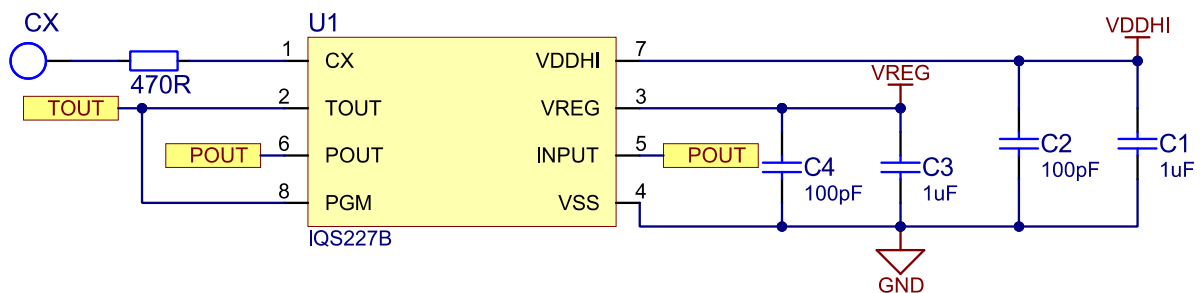 CX
U1
VDDHI
1
CX
VDDHI
7
470R
VREG
TOUT
2
TOUT
VREG
3
POUT
6
POUT
INPUT
5
POUT
C4
100pF
C3
1uF
C2
100pF
C1
1uF
8
PGM
VSS
4
IQS227B
GND